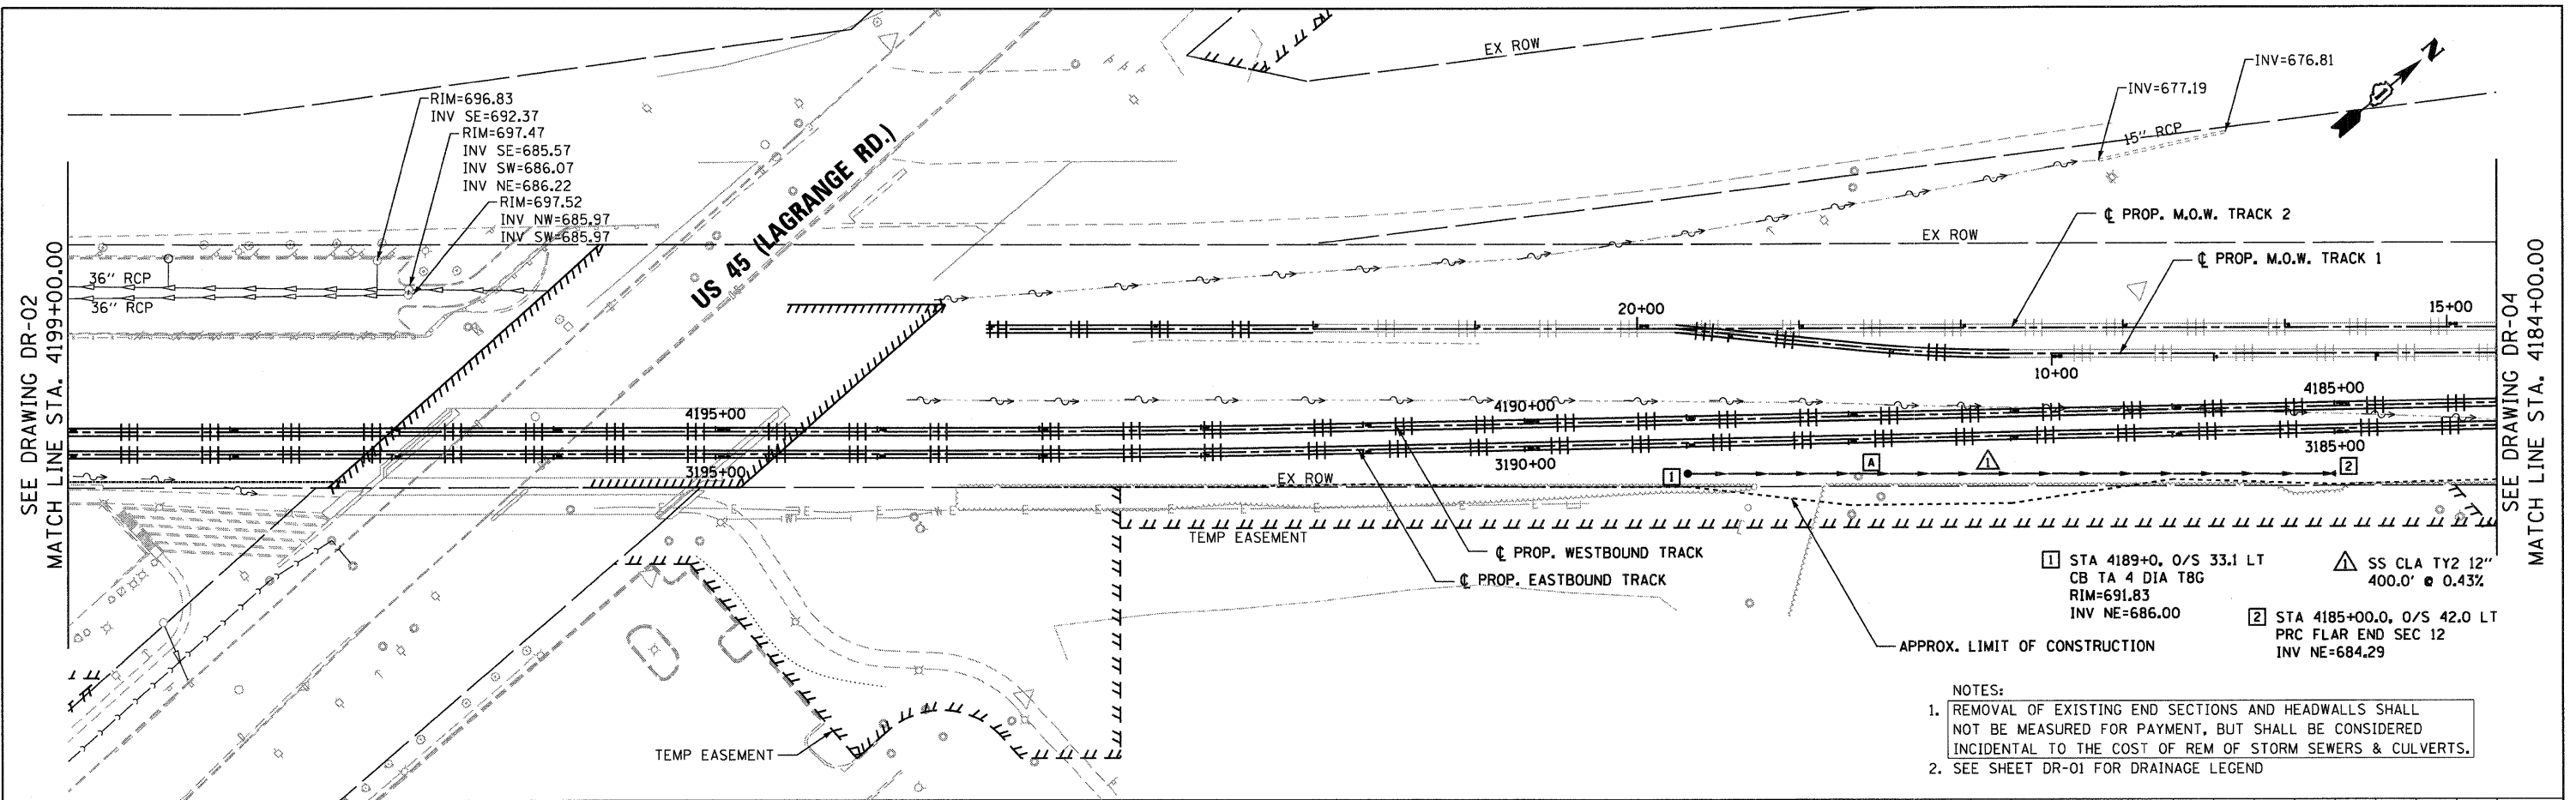 SEE DRAWING DR-02
MATCH LINE STA. 4199+00.00
RIM=696.83
INV SE=692.37
RIM=697.47
INV SE=685.57
INV SW=686.07
INV NE=686.22
RIM=697.52
INV NW=685.97
INV SW=685.97
36" RCP
36" RCP
US 45 (LAGRANGE RD.)
EX ROW
INV=676.81
INV=677.19
15" RCP
N
℄ PROP. M.O.W. TRACK 2
EX ROW
℄ PROP. M.O.W. TRACK 1
20+00
15+00
10+00
4195+00
4190+00
4185+00
3195+00
3190+00
3185+00
EX ROW
1
A
1
2
E
E
E
E
E
E
E
E
TEMP EASEMENT
℄ PROP. WESTBOUND TRACK
℄ PROP. EASTBOUND TRACK
1 STA 4189+0, O/S 33.1 LT
CB TA 4 DIA T8G
RIM=691.83
INV NE=686.00
1 SS CLA TY2 12"
400.0' @ 0.43%
2 STA 4185+00.0, O/S 42.0 LT
PRC FLAR END SEC 12
INV NE=684.29
APPROX. LIMIT OF CONSTRUCTION
TEMP EASEMENT
NOTES:
1. REMOVAL OF EXISTING END SECTIONS AND HEADWALLS SHALL
NOT BE MEASURED FOR PAYMENT, BUT SHALL BE CONSIDERED
INCIDENTAL TO THE COST OF REM OF STORM SEWERS & CULVERTS.
2. SEE SHEET DR-01 FOR DRAINAGE LEGEND
SEE DRAWING DR-04
MATCH LINE STA. 4184+00.00